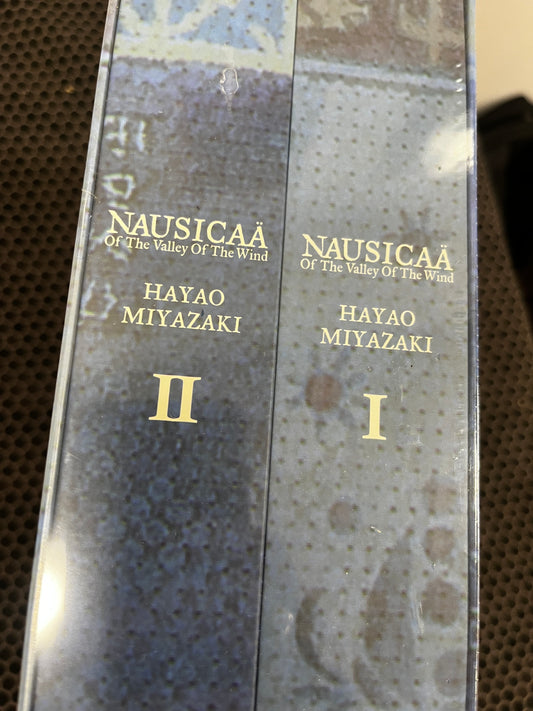 NAUSICAÄ
Of The Valley Of The Wind
HAYAO
MIYAZAKI
II
NAUSICAÄ
Of The Valley Of The Wind
HAYAO
MIYAZAKI
I